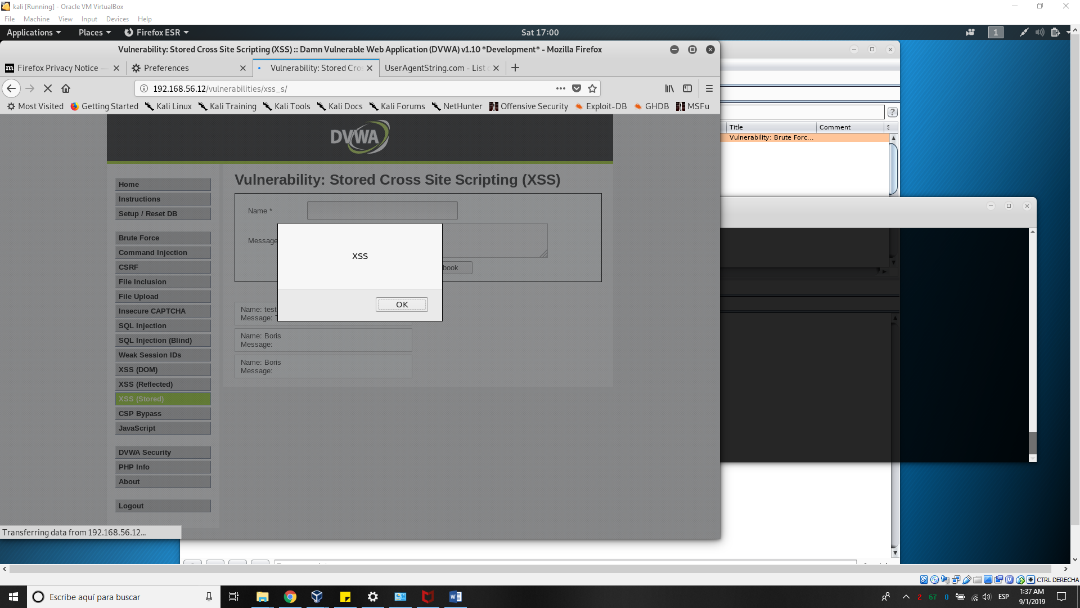 kali [Running] - Oracle VM VirtualBox
File Machine View Input Devices Help
Applications Places Firefox ESR Sat 17:00 1
Vulnerability: Stored Cross Site Scripting (XSS) :: Damn Vulnerable Web Application (DVWA) v1.10 *Development* - Mozilla Firefox
Firefox Privacy Notice — Preferences Vulnerability: Stored Cros UserAgentString.com - List
192.168.56.12/vulnerabilities/xss_s/
Most Visited Getting Started Kali Linux Kali Training Kali Tools Kali Docs Kali Forums NetHunter Offensive Security Exploit-DB GHDB MSFu
DVWA
Vulnerability: Stored Cross Site Scripting (XSS)
Home
Instructions
Setup / Reset DB
Brute Force
Command Injection
CSRF
File Inclusion
File Upload
Insecure CAPTCHA
SQL Injection
SQL Injection (Blind)
Weak Session IDs
XSS (DOM)
XSS (Reflected)
XSS (Stored)
CSP Bypass
JavaScript
DVWA Security
PHP Info
About
Logout
Name *
Message
book
XSS
OK
Name: test
Message: T
Name: Boris
Message:
Name: Boris
Message:
Title Comment
Vulnerability: Brute Forc...
Transferring data from 192.168.56.12...
CTRL DERECHA
Escribe aquí para buscar
ESP
1:37 AM
9/1/2019